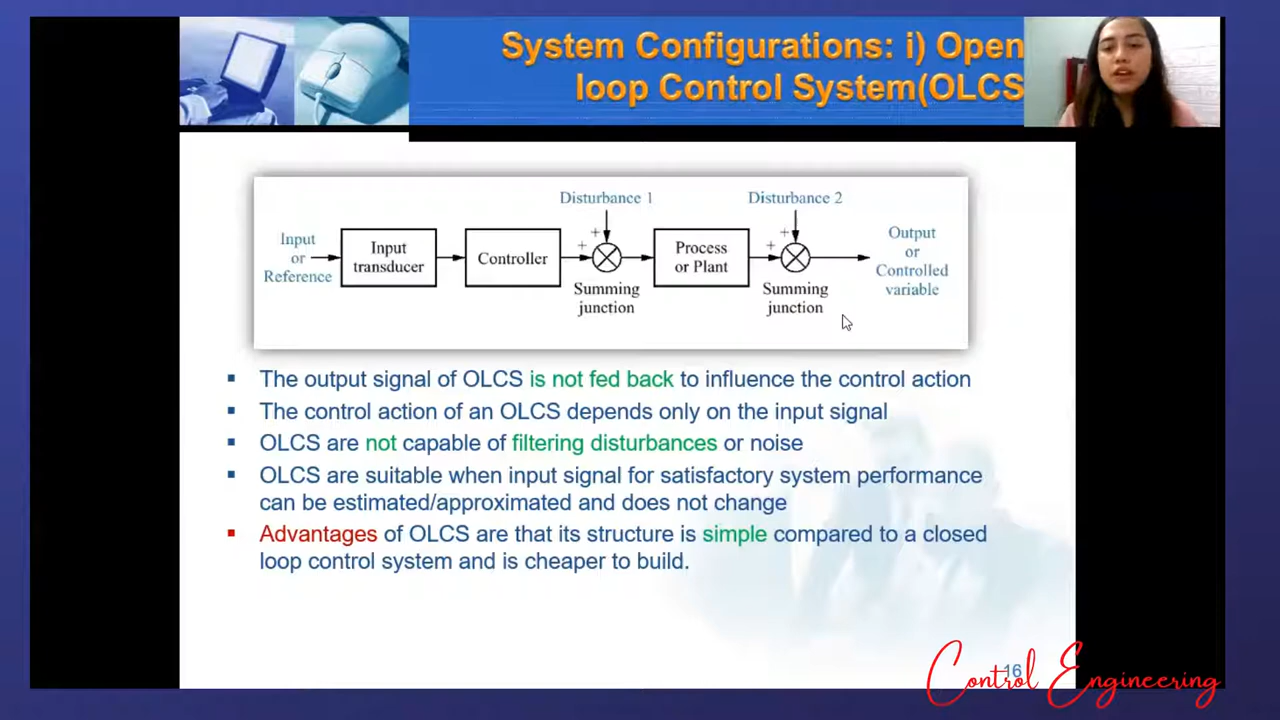 System Configurations: i) Open
loop Control System(OLCS
Disturbance 1
Disturbance 2
+
+
+
+
Input
or
Reference
Input
transducer
Controller
Summing
junction
Process
or Plant
Summing
junction
Output
or
Controlled
variable
▪ The output signal of OLCS is not fed back to influence the control action
▪ The control action of an OLCS depends only on the input signal
▪ OLCS are not capable of filtering disturbances or noise
▪ OLCS are suitable when input signal for satisfactory system performance
can be estimated/approximated and does not change
▪ Advantages of OLCS are that its structure is simple compared to a closed
loop control system and is cheaper to build.
16
Control Engineering